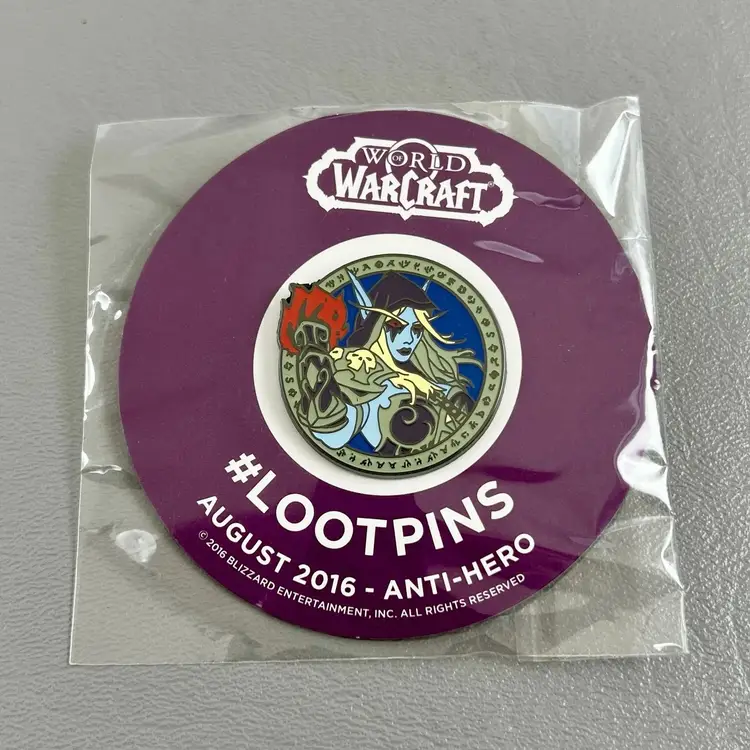 WORLD OF
WARCRAFT®
#LOOTPINS
AUGUST 2016 - ANTI-HERO
© 2016 BLIZZARD ENTERTAINMENT, INC. ALL RIGHTS RESERVED